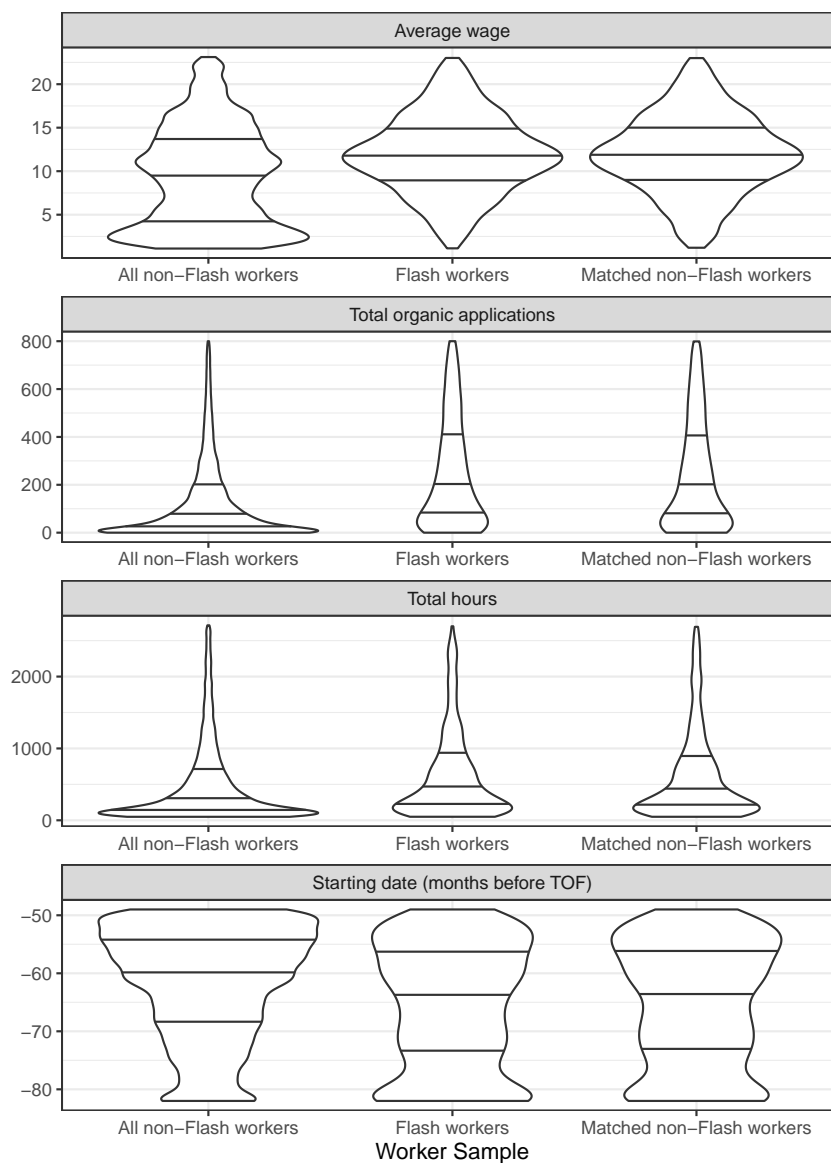 Average wage
20
15
10
5
All non−Flash workers Flash workers Matched non−Flash workers
Total organic applications
800
600
400
200
0
All non−Flash workers Flash workers Matched non−Flash workers
Total hours
2000
1000
0
All non−Flash workers Flash workers Matched non−Flash workers
Starting date (months before TOF)
−50
−60
−70
−80
All non−Flash workers Flash workers Matched non−Flash workers
Worker Sample